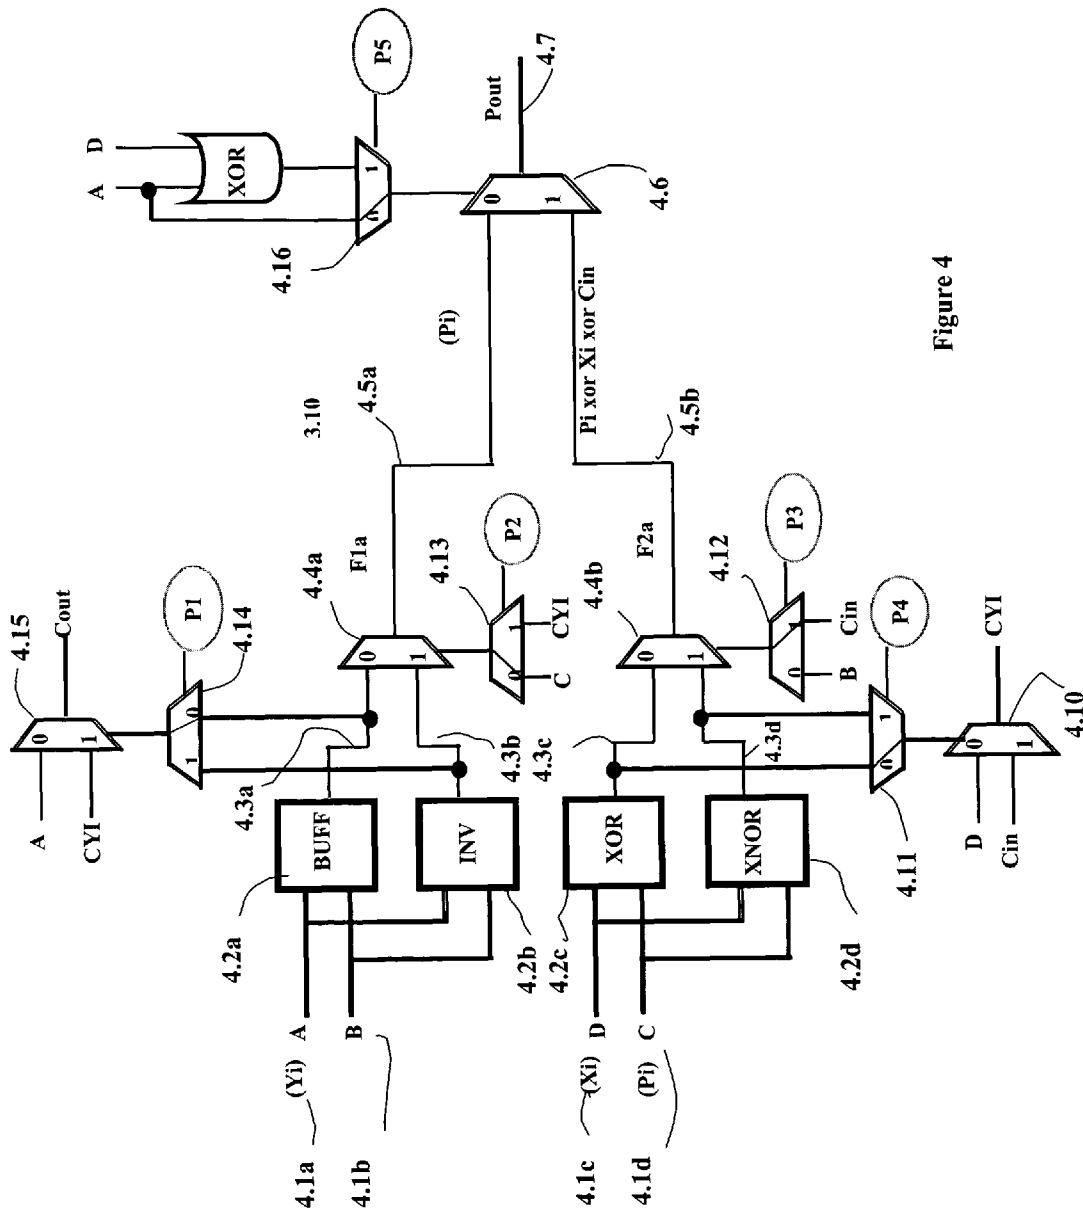 4.15
A
CYI
0
1
Cout
P1
4.14
1
0
4.3a
BUFF
4.2a
INV
4.2b
4.3b
4.3c
4.4a
0
1
F1a
4.13
P2
0
1
C
CYI
3.10
4.5a
(Pi)
4.16
A
D
XOR
0
1
P5
0
1
Pout
4.7
4.6
Pi xor Xi xor Cin
4.5b
F2a
4.4b
0
1
4.12
P3
0
1
B
Cin
P4
XOR
4.2c
XNOR
4.2d
4.3d
4.11
0
1
D
Cin
0
1
CYI
4.10
4.1a
(Yi)
A
4.1b
B
4.1c
(Xi)
D
4.1d
(Pi)
C
Figure 4